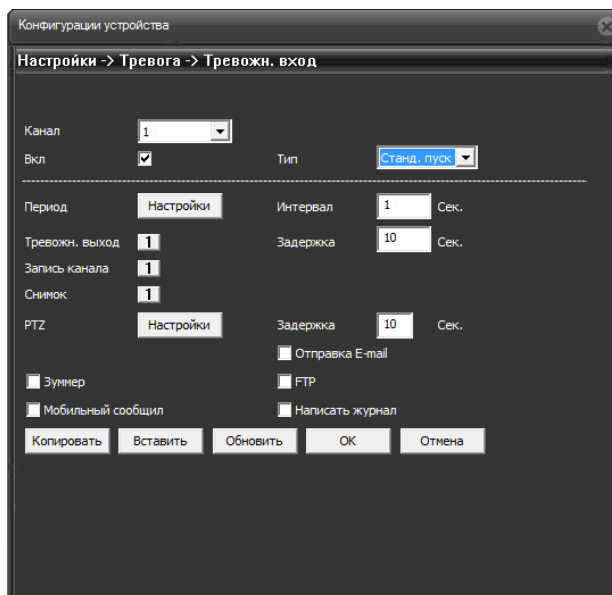 Конфигурации устройства
Настройки -> Тревога -> Тревожн. вход
Канал 1
Вкл Тип Станд. пуск
Период Настройки Интервал 1 Сек.
Тревожн. выход 1 Задержка 10 Сек.
Запись канала 1
Снимок 1
PTZ Настройки Задержка 10 Сек.
Отправка E-mail
Зуммер FTP
Мобильный сообщил Написать журнал
Копировать Вставить Обновить OK Отмена